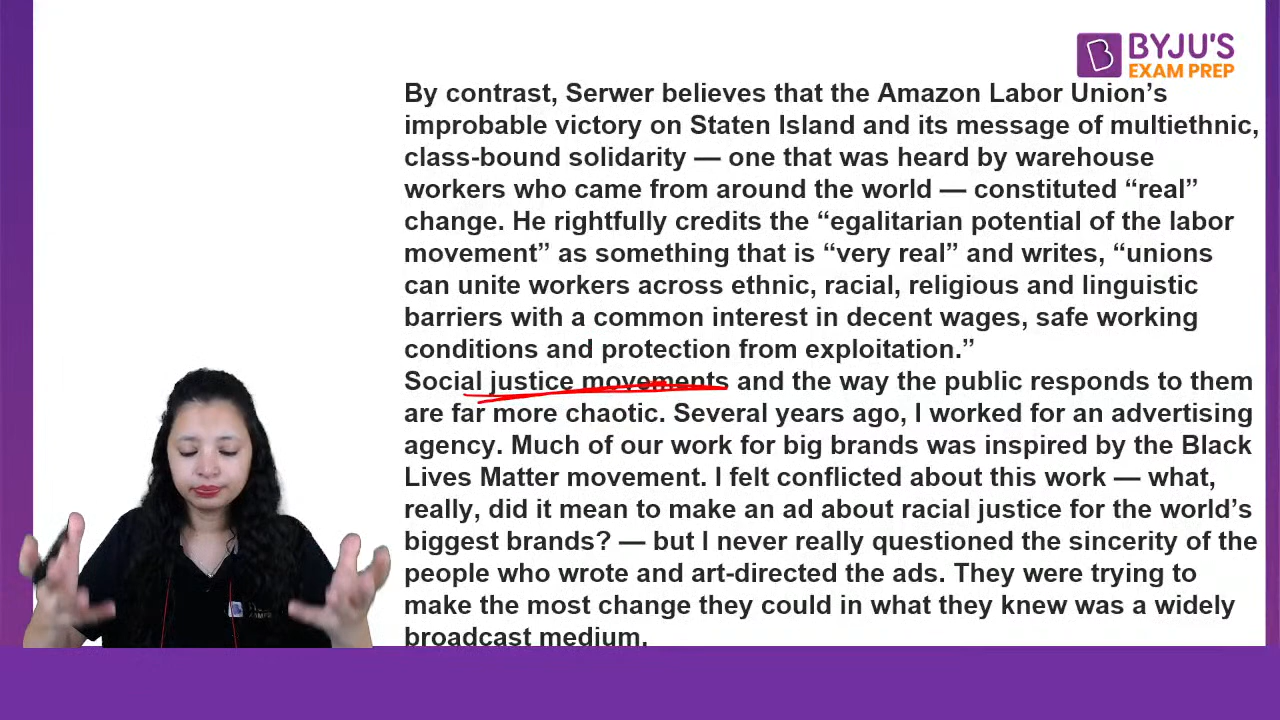 BYJU'S
EXAM PREP
By contrast, Serwer believes that the Amazon Labor Union’s
improbable victory on Staten Island and its message of multiethnic,
class-bound solidarity — one that was heard by warehouse
workers who came from around the world — constituted “real”
change. He rightfully credits the “egalitarian potential of the labor
movement” as something that is “very real” and writes, “unions
can unite workers across ethnic, racial, religious and linguistic
barriers with a common interest in decent wages, safe working
conditions and protection from exploitation.”
Social justice movements and the way the public responds to them
are far more chaotic. Several years ago, I worked for an advertising
agency. Much of our work for big brands was inspired by the Black
Lives Matter movement. I felt conflicted about this work — what,
really, did it mean to make an ad about racial justice for the world’s
biggest brands? — but I never really questioned the sincerity of the
people who wrote and art-directed the ads. They were trying to
make the most change they could in what they knew was a widely
broadcast medium.